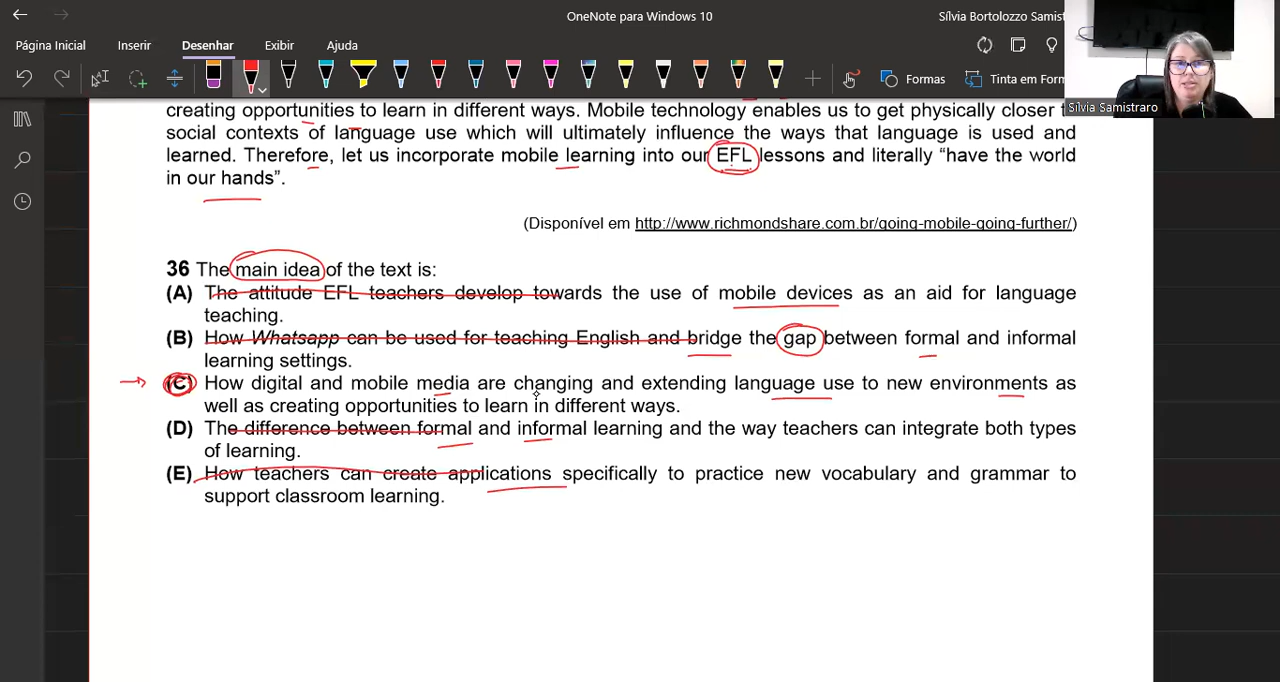 OneNote para Windows 10
Sílvia Bortolozzo Samist
Página Inicial Inserir Desenhar Exibir Ajuda
Formas Tinta em Form
Sílvia Samistraro
creating opportunities to learn in different ways. Mobile technology enables us to get physically closer
social contexts of language use which will ultimately influence the ways that language is used and
learned. Therefore, let us incorporate mobile learning into our EFL lessons and literally “have the world
in our hands”.
(Disponível em http://www.richmondshare.com.br/going-mobile-going-further/)
36 The main idea of the text is:
(A) The attitude EFL teachers develop towards the use of mobile devices as an aid for language
teaching.
(B) How Whatsapp can be used for teaching English and bridge the gap between formal and informal
learning settings.
(C) How digital and mobile media are changing and extending language use to new environments as
well as creating opportunities to learn in different ways.
(D) The difference between formal and informal learning and the way teachers can integrate both types
of learning.
(E) How teachers can create applications specifically to practice new vocabulary and grammar to
support classroom learning.